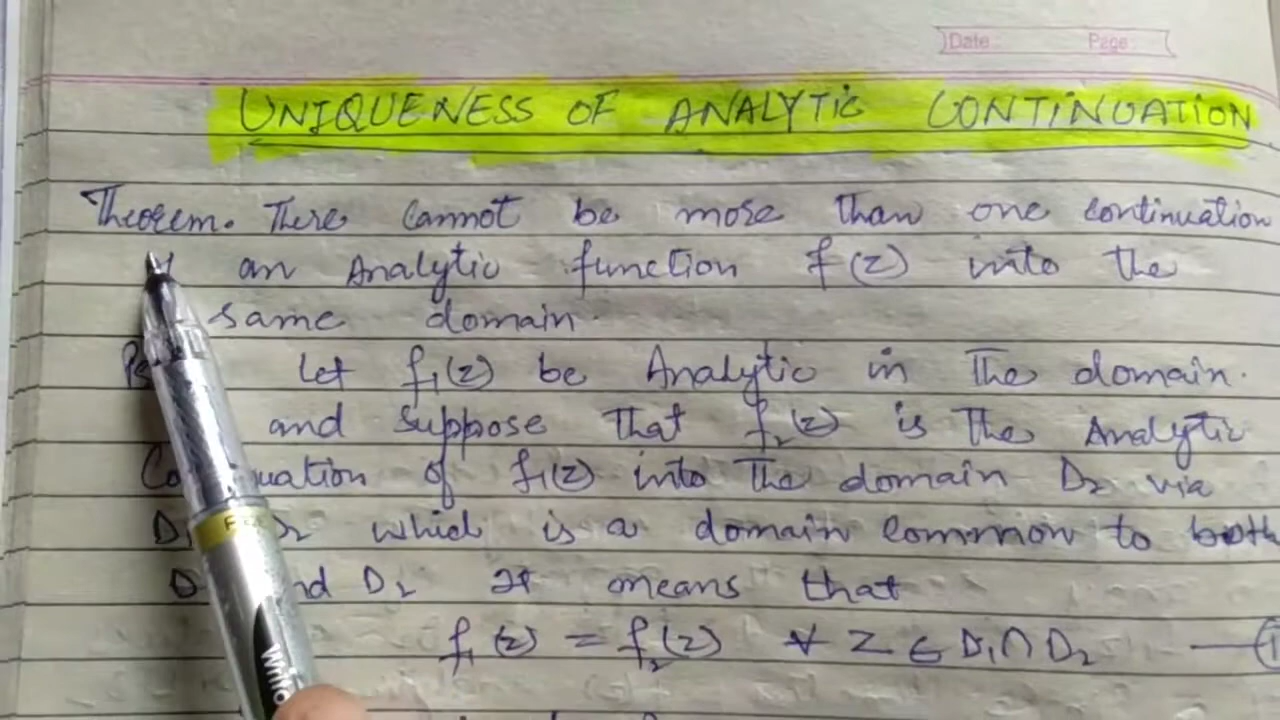 Date: Page:
UNIQUENESS OF ANALYTIC CONTINUATION
Theorem. There cannot be more than one continuation
an Analytic function f(z) into the
same domain.
Let f₁(z) be Analytic in the domain.
and suppose that f₂(z) is the Analytic
of f₁(z) into the domain D₂ via
which is a domain common to both
D₂ It means that
f₁(z) = f₂(z) ∀ z ∈ D₁∩D₂ —①